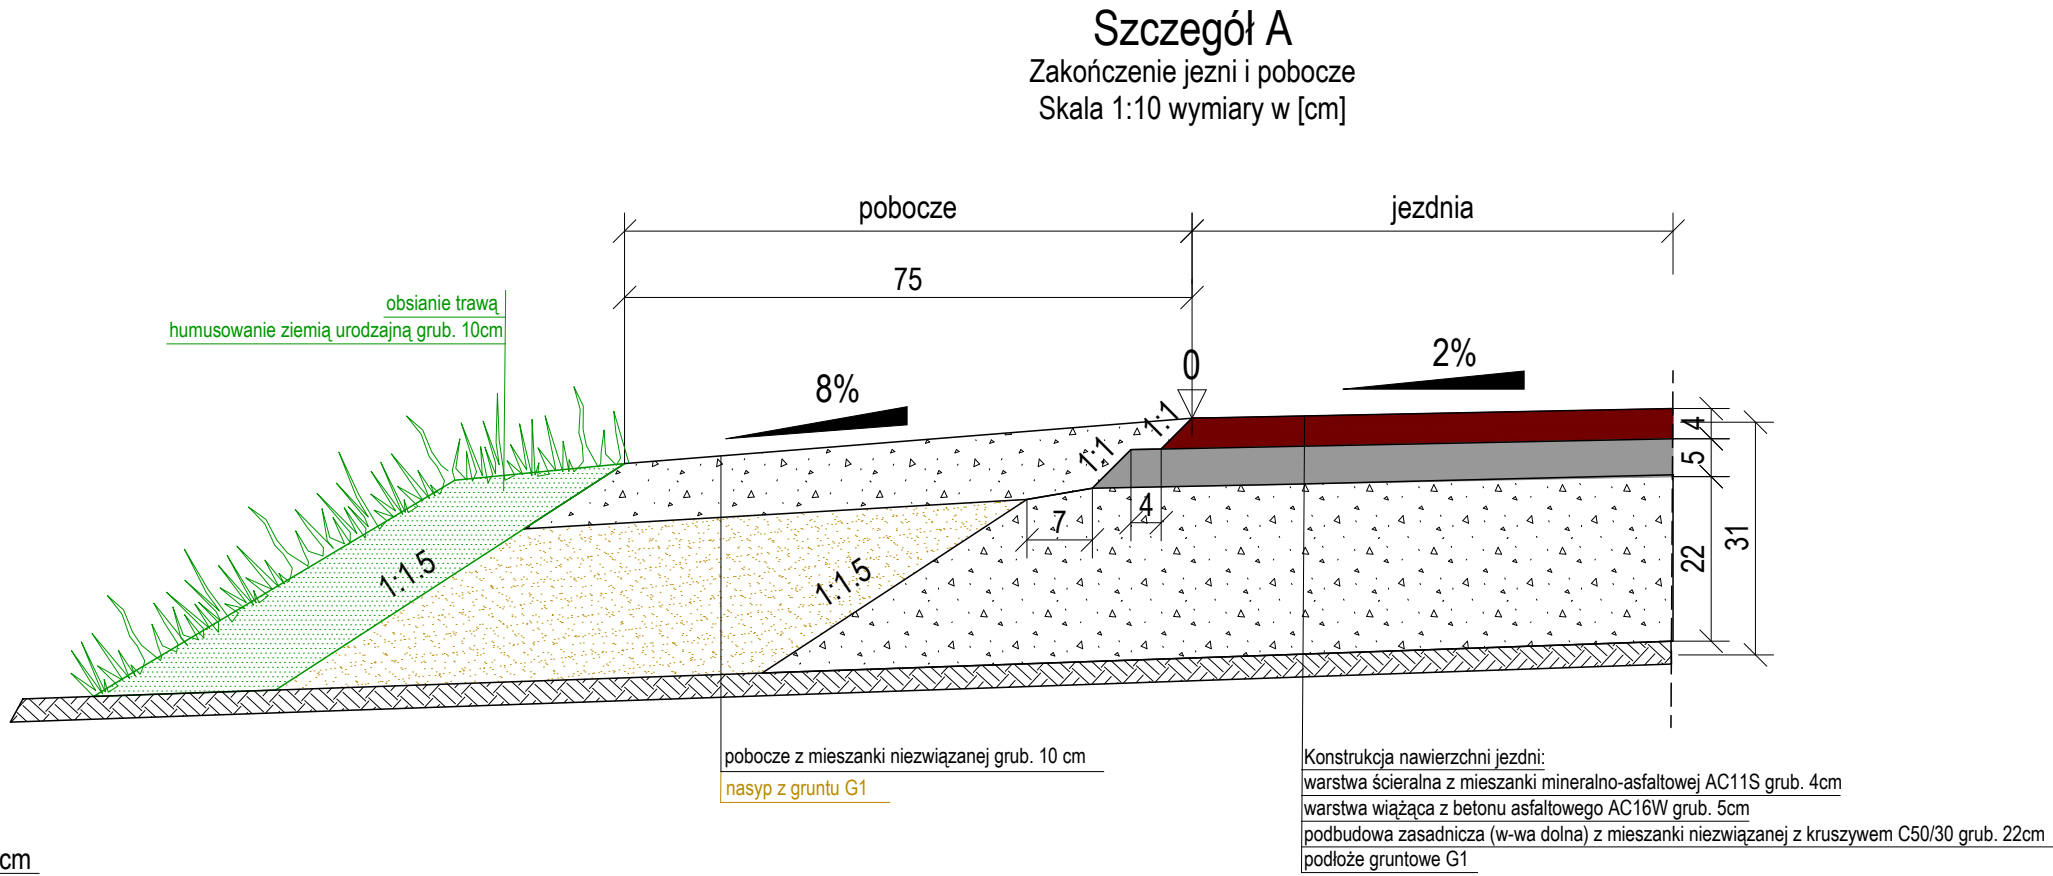 Szczegół A
Zakończenie jezni i pobocze
Skala 1:10 wymiary w [cm]
pobocze
jezdnia
75
obsianie trawą
humusowanie ziemią urodzajną grub. 10cm
8%
0
2%
1:1
1:1
4
5
7
4
22
31
1:1.5
1:1.5
pobocze z mieszanki niezwiązanej grub. 10 cm
nasyp z gruntu G1
Konstrukcja nawierzchni jezdni:
warstwa ścieralna z mieszanki mineralno-asfaltowej AC11S grub. 4cm
warstwa wiążąca z betonu asfaltowego AC16W grub. 5cm
podbudowa zasadnicza (w-wa dolna) z mieszanki niezwiązanej z kruszywem C50/30 grub. 22cm
podłoże gruntowe G1
cm